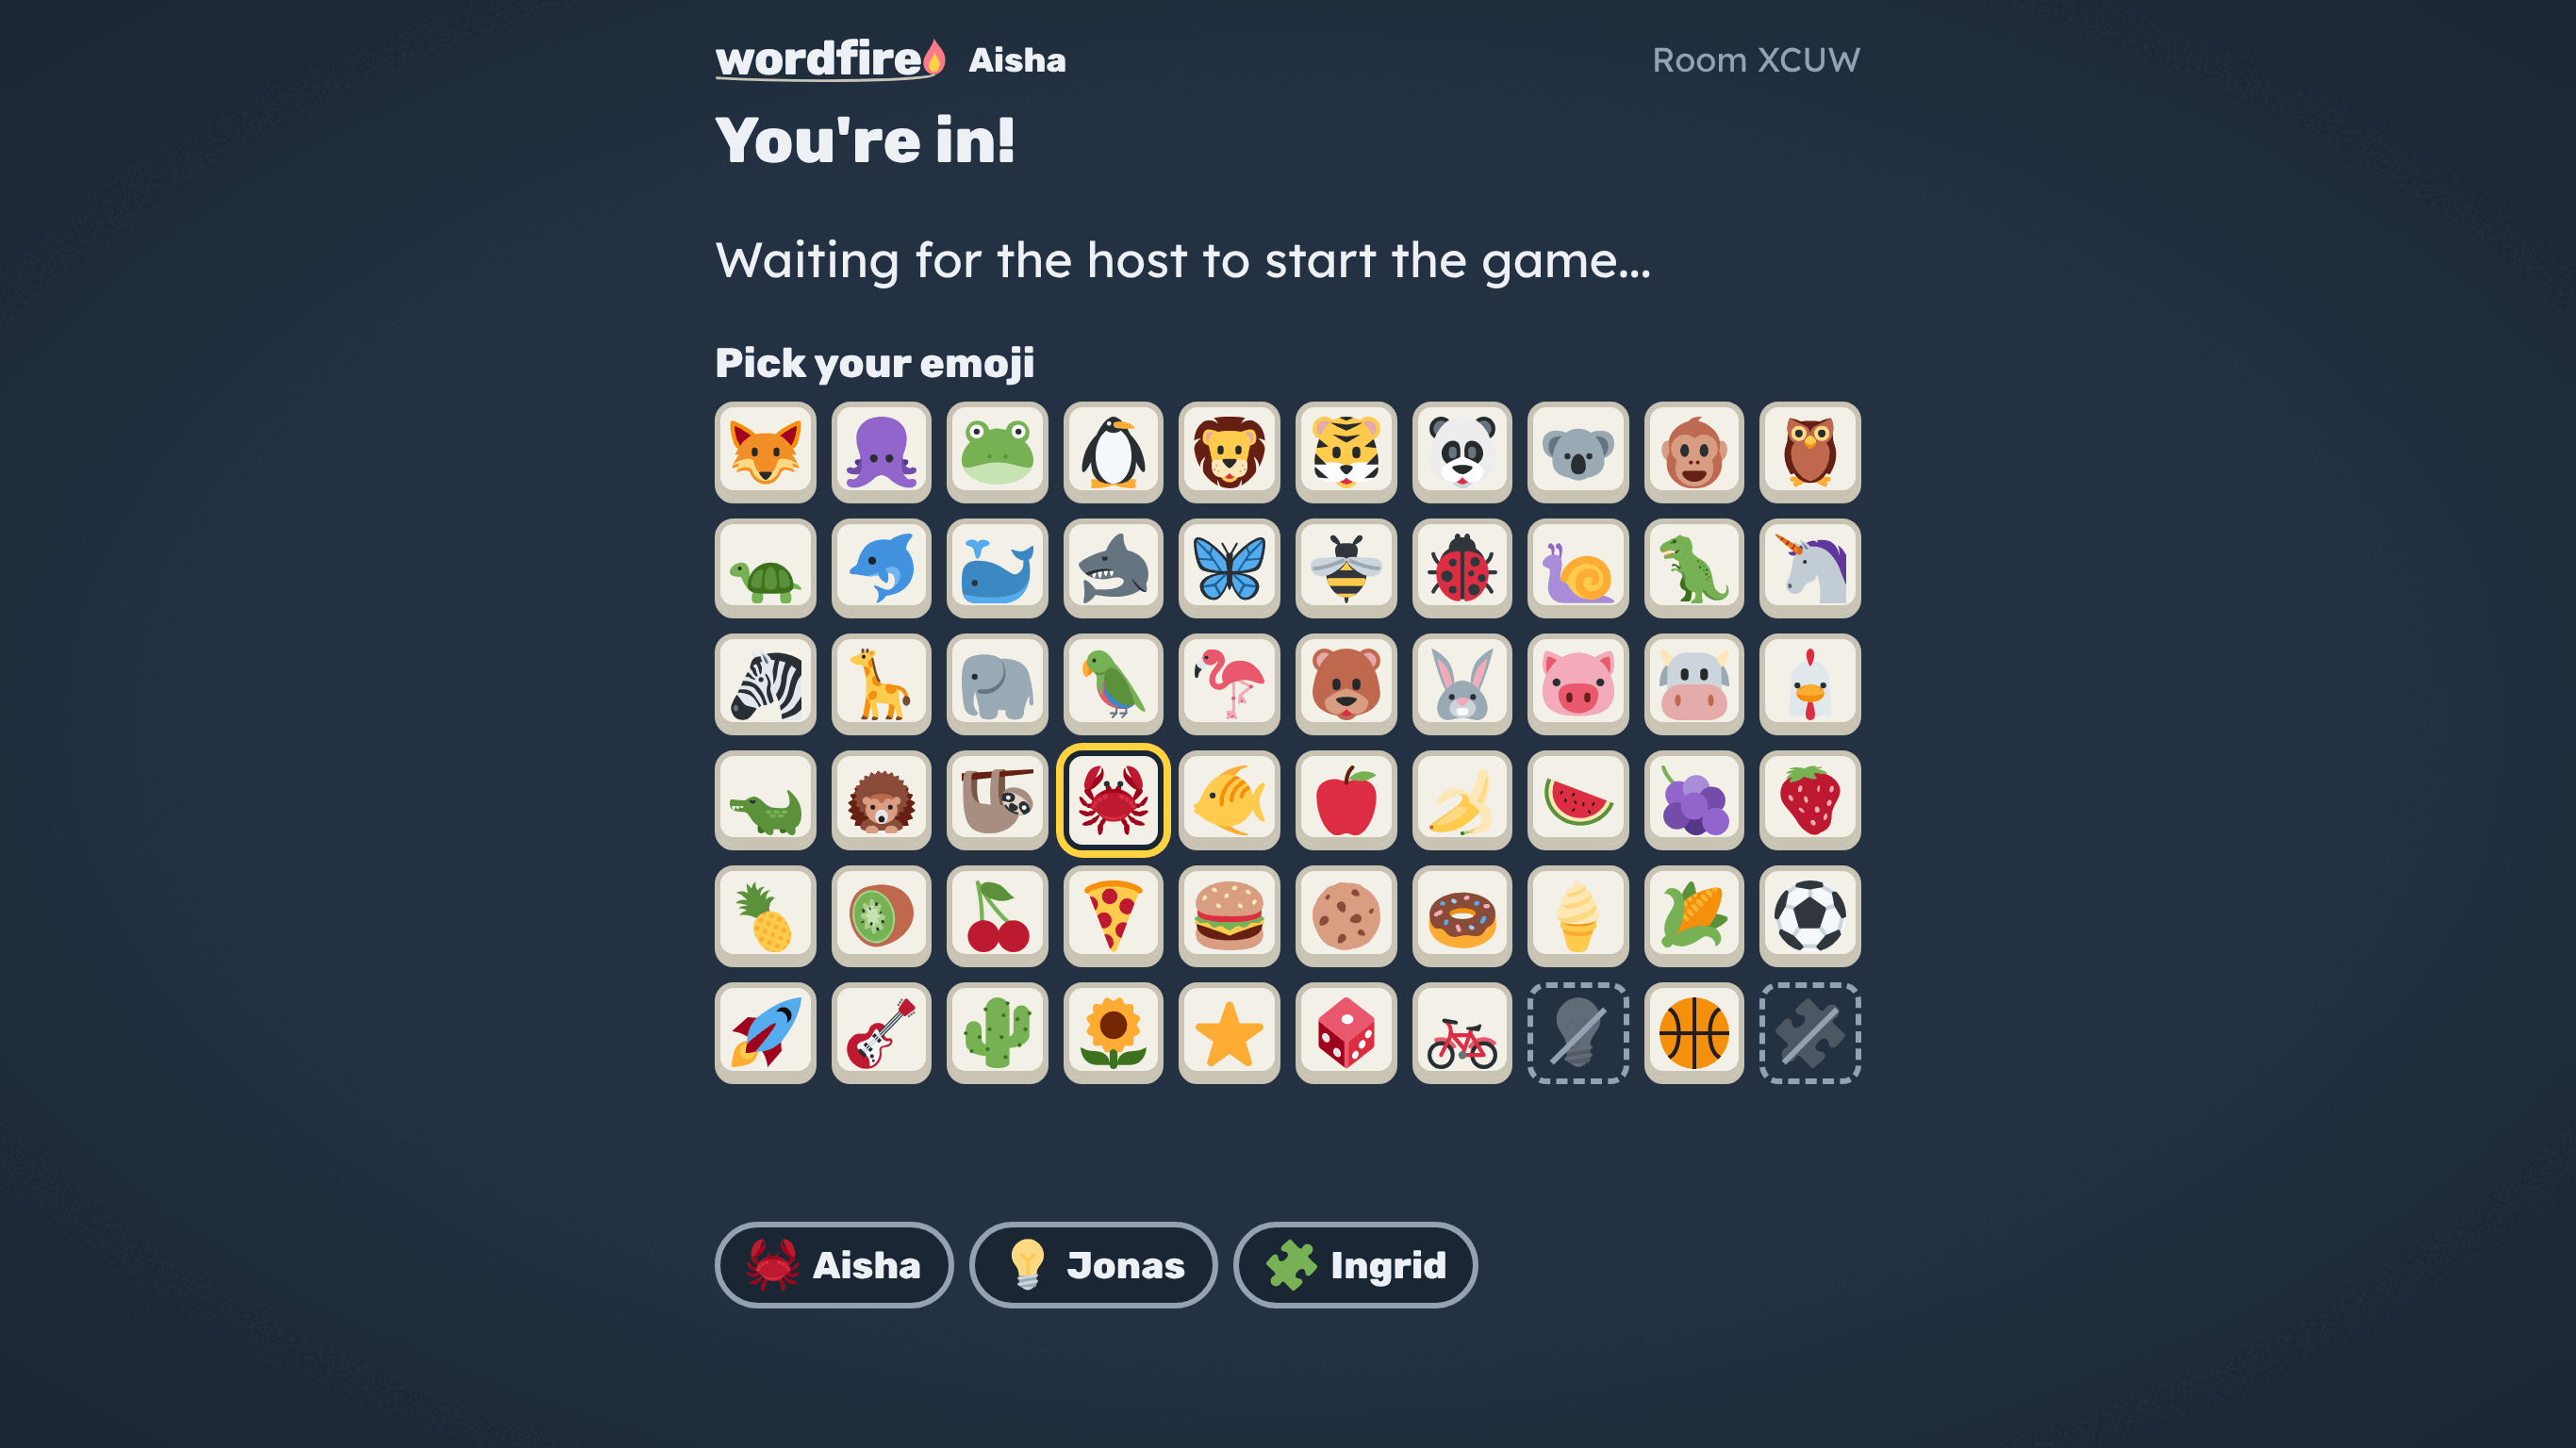 wordfire Aisha Room XCUW
You're in!
Waiting for the host to start the game...
Pick your emoji
Aisha Jonas Ingrid